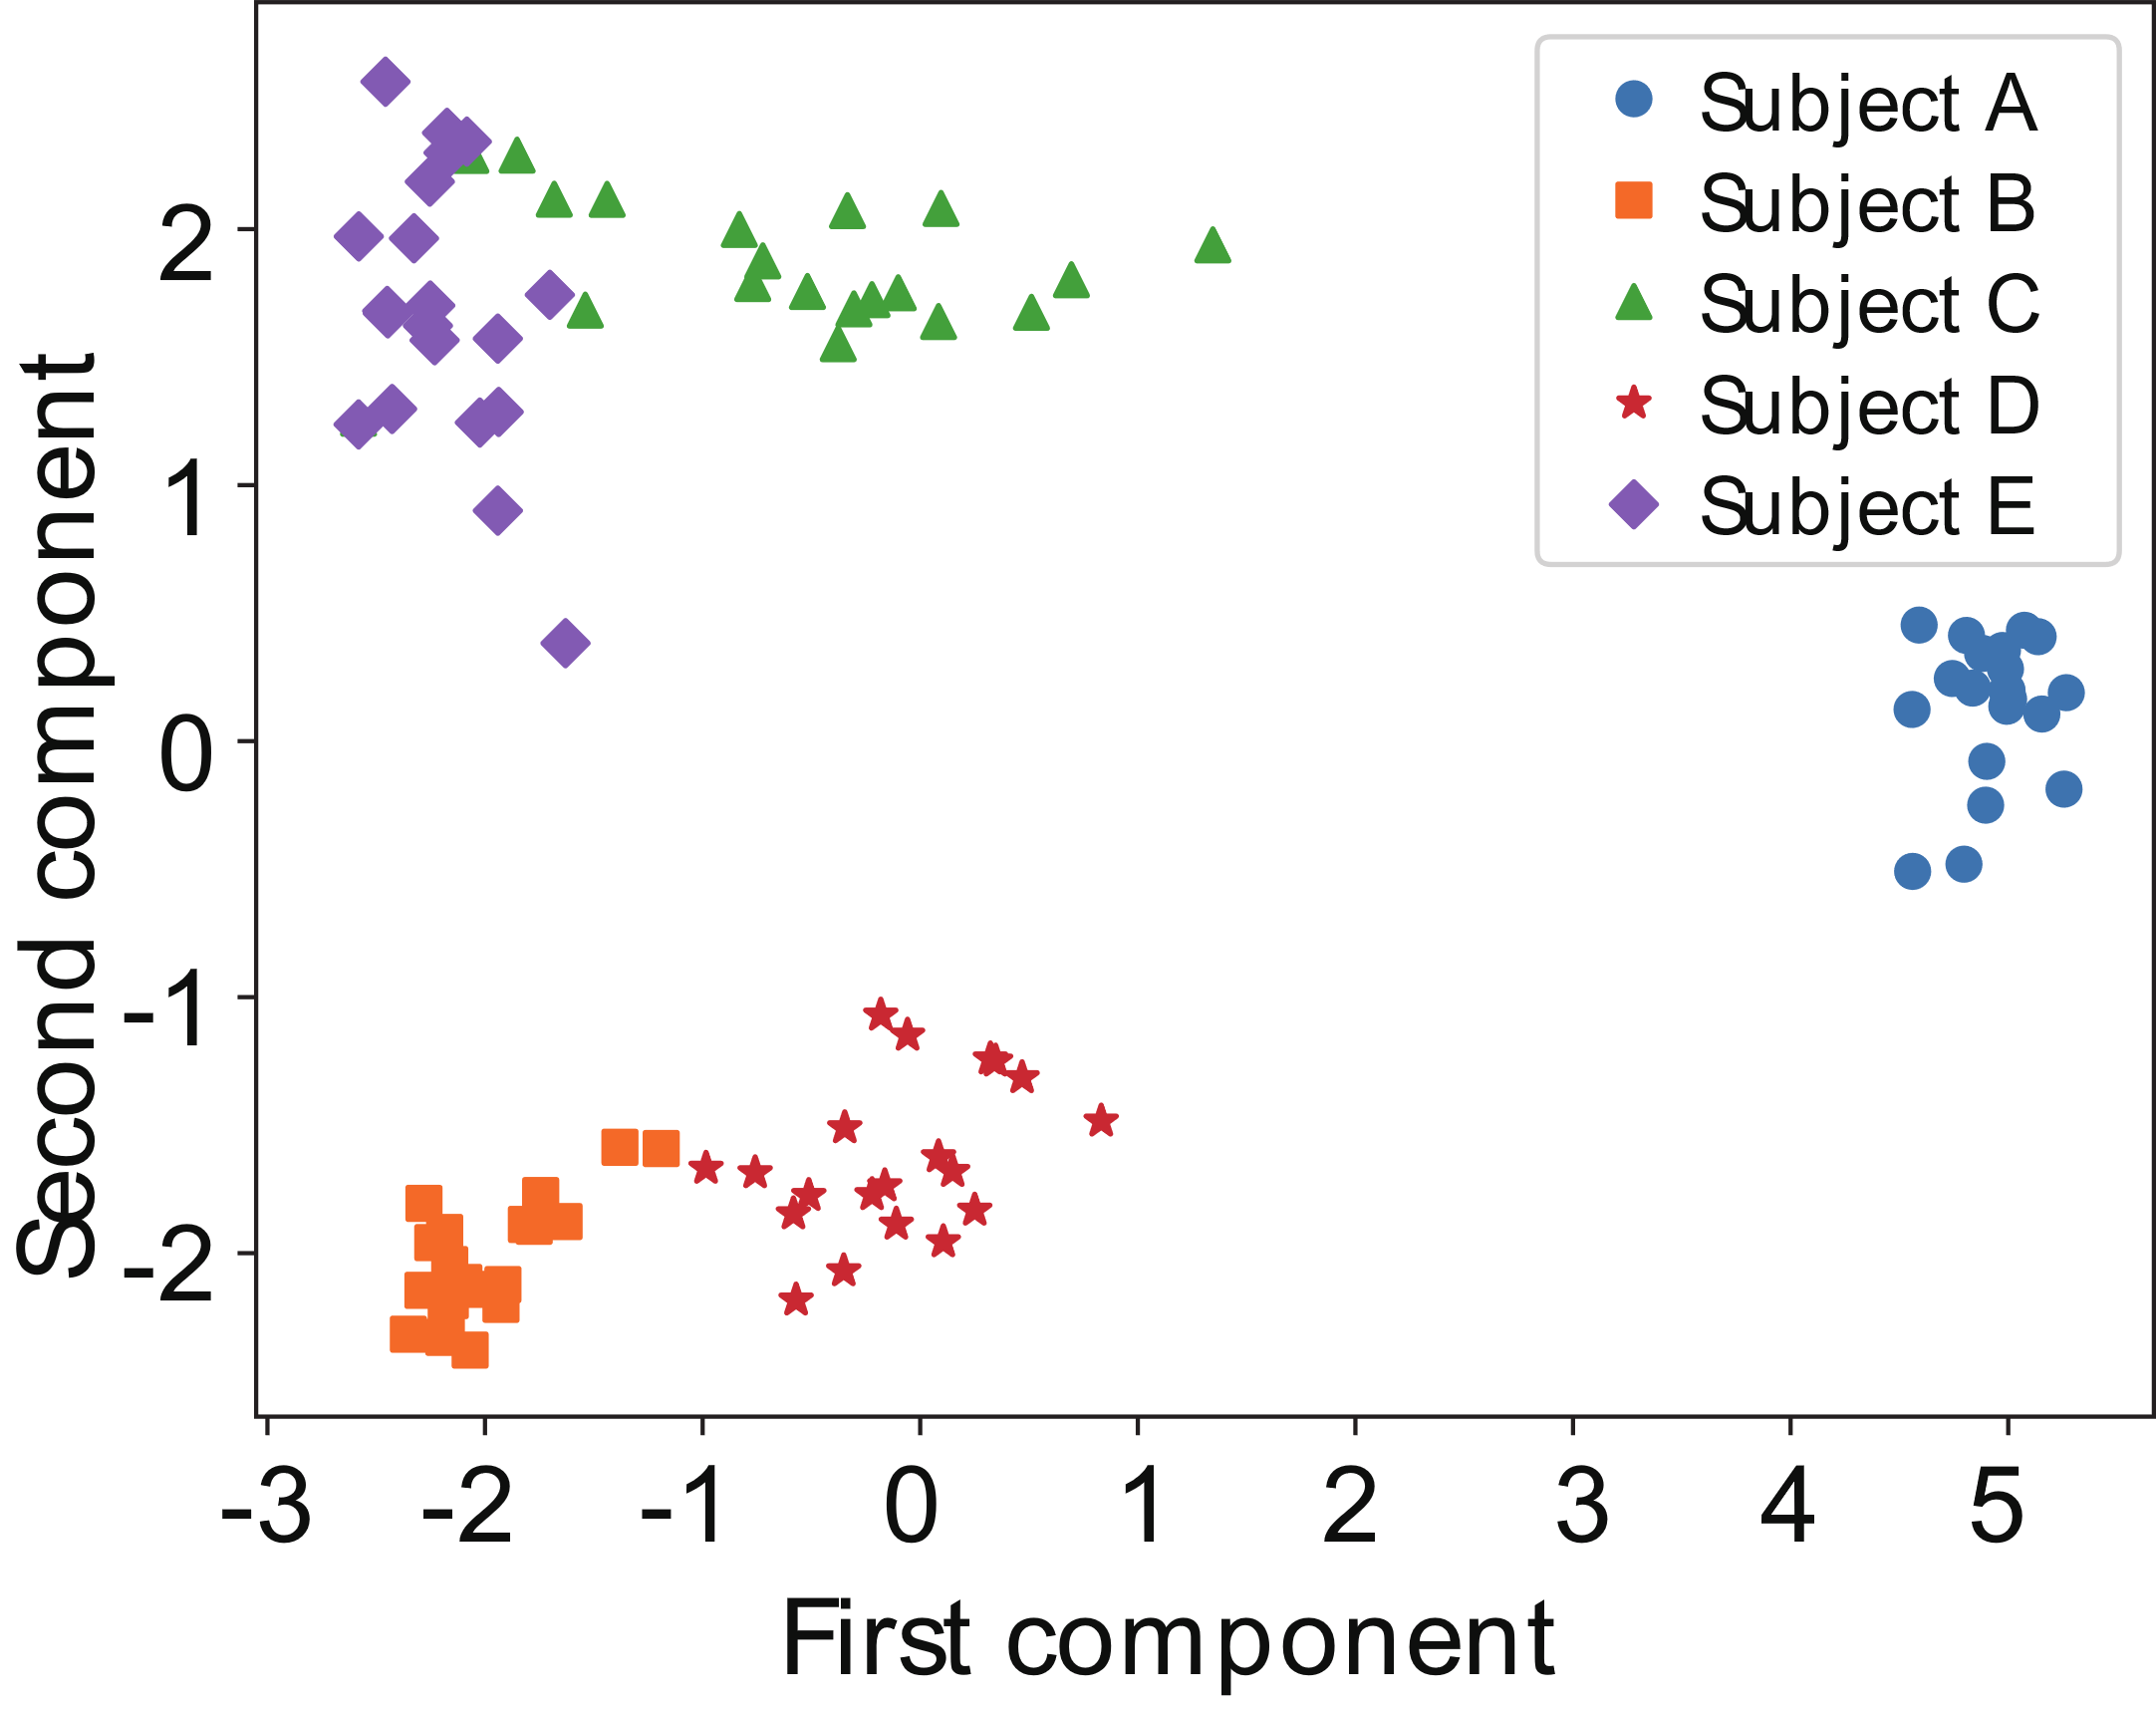 Subject A
Subject B
Subject C
Subject D
Subject E
2
1
0
-1
-2
Second component
-3 -2 -1 0 1 2 3 4 5
First component